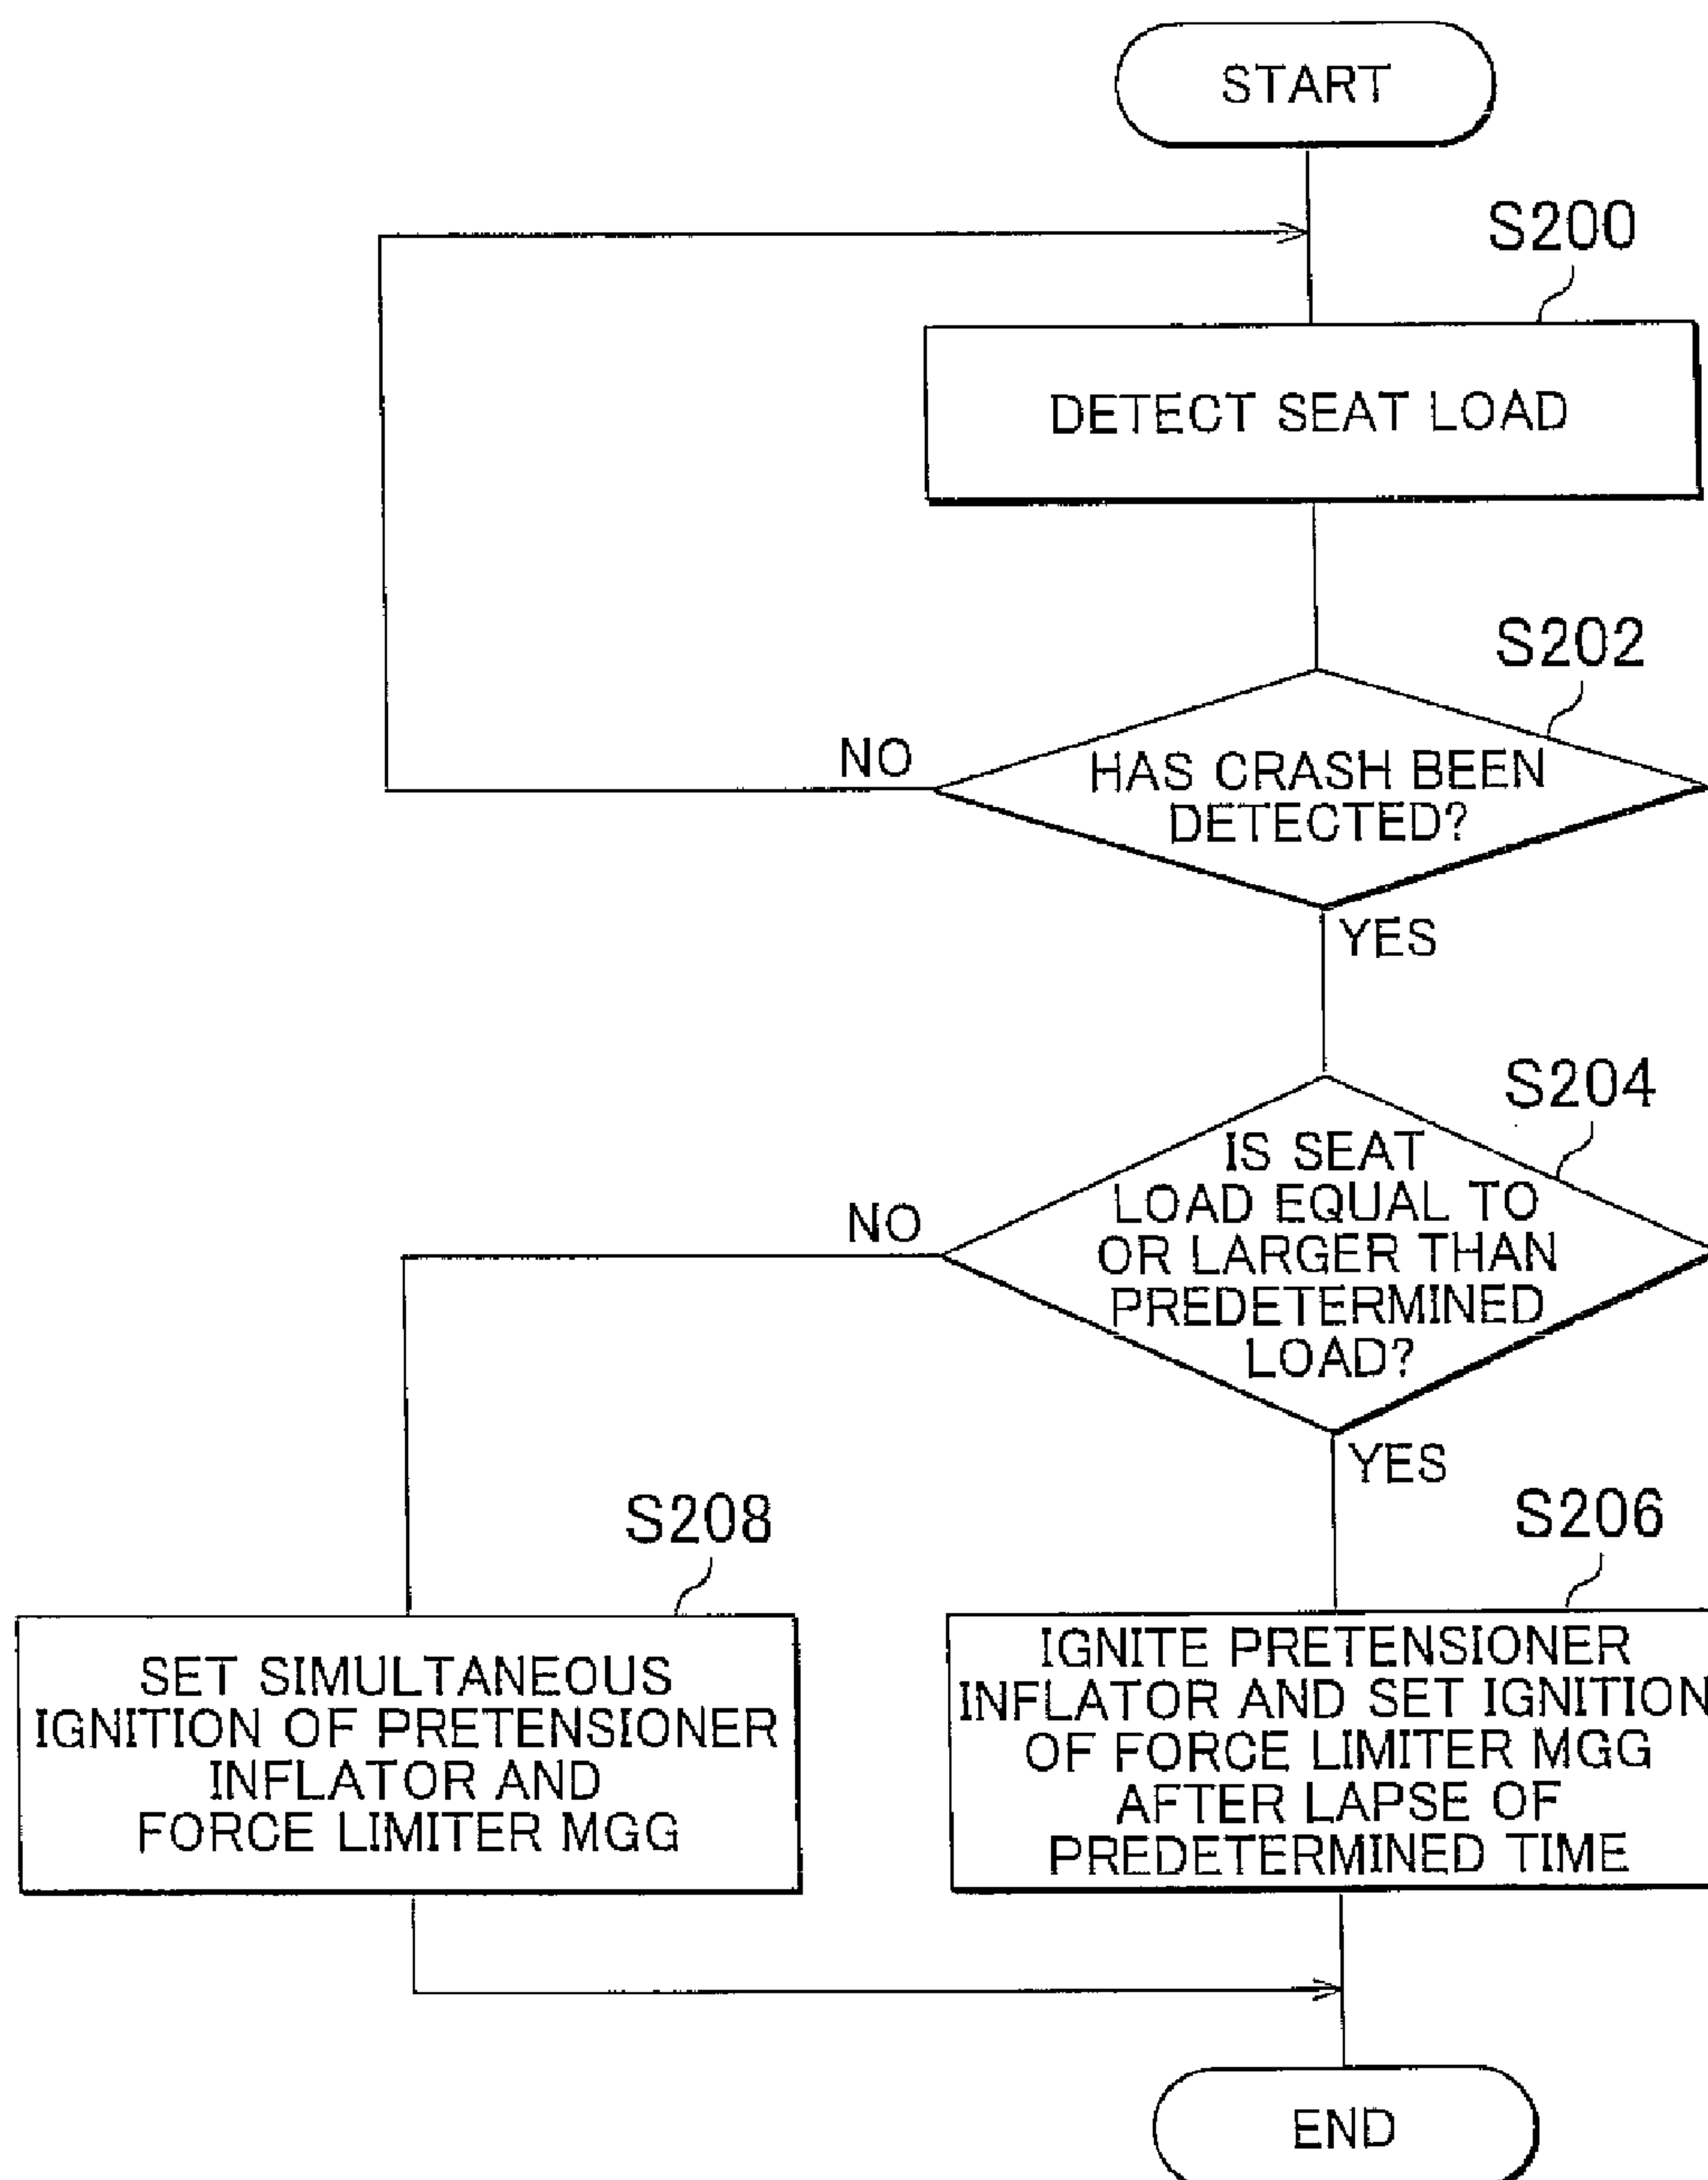 START
S200
DETECT SEAT LOAD
S202
NO
HAS CRASH BEEN
DETECTED?
YES
S204
NO
IS SEAT
LOAD EQUAL TO
OR LARGER THAN
PREDETERMINED
LOAD?
YES
S208
S206
SET SIMULTANEOUS
IGNITION OF PRETENSIONER
INFLATOR AND
FORCE LIMITER MGG
IGNITE PRETENSIONER
INFLATOR AND SET IGNITION
OF FORCE LIMITER MGG
AFTER LAPSE OF
PREDETERMINED TIME
END